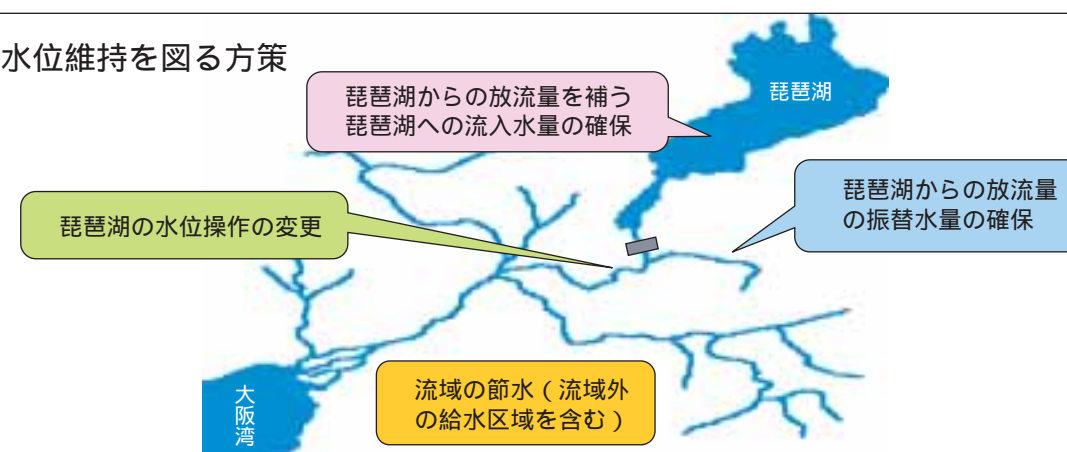 水位維持を図る方策
琵琶湖からの放流量を補う
琵琶湖への流入水量の確保
琵琶湖
琵琶湖からの放流量
の振替水量の確保
琵琶湖の水位操作の変更
流域の節水（流域外
の給水区域を含む）
大阪湾